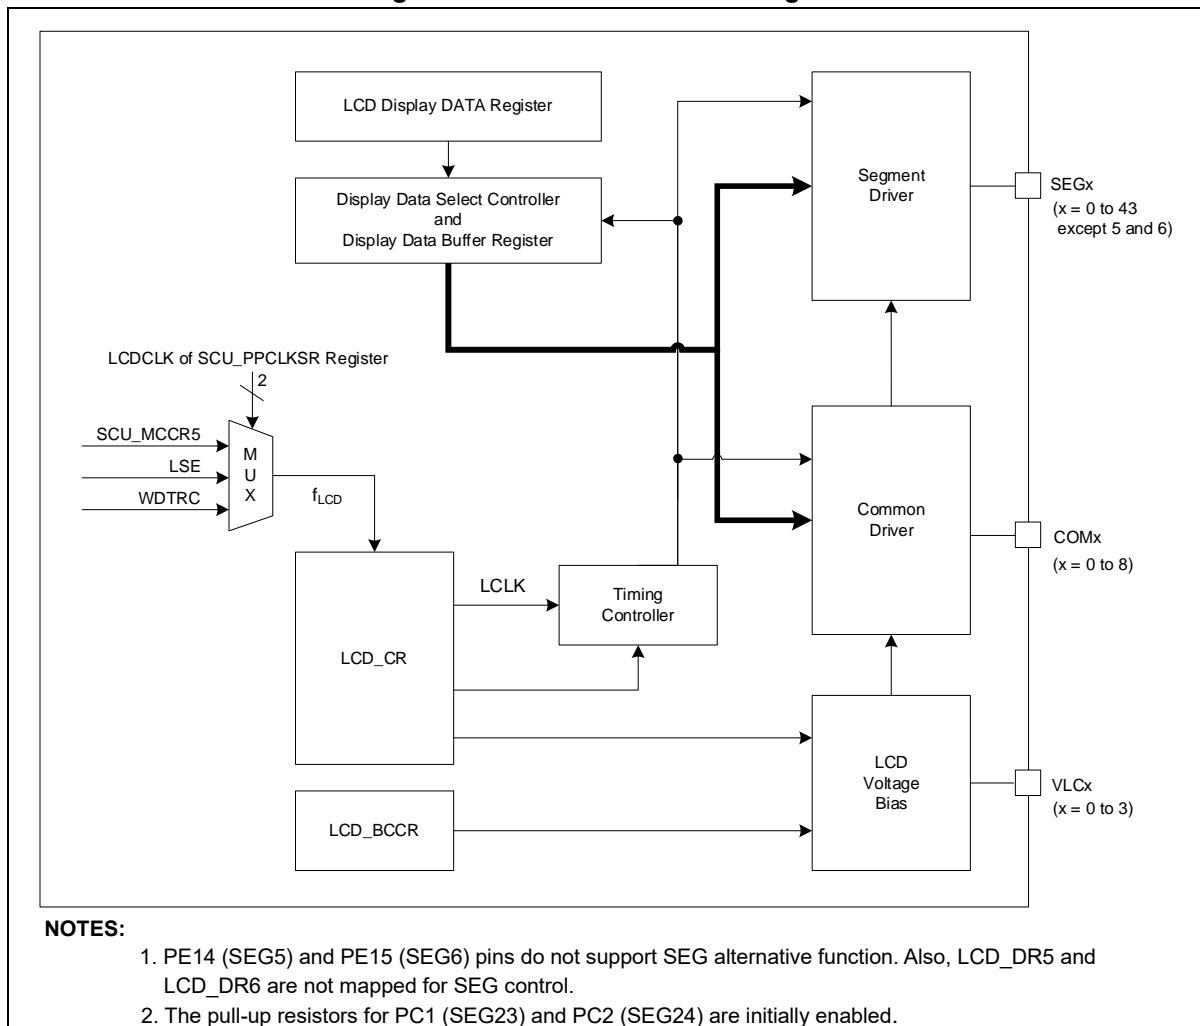 LCD Display DATA Register
Display Data Select Controller
and
Display Data Buffer Register
Segment
Driver
SEGx
(x = 0 to 43
except 5 and 6)
LCDCLK of SCU_PPCLKSR Register
2
SCU_MCCR5
LSE
WDTRC
M
U
X
fLCD
Common
Driver
COMx
(x = 0 to 8)
LCLK
Timing
Controller
LCD_CR
LCD
Voltage
Bias
VLCx
(x = 0 to 3)
LCD_BCCR
NOTES:
1. PE14 (SEG5) and PE15 (SEG6) pins do not support SEG alternative function. Also, LCD_DR5 and
LCD_DR6 are not mapped for SEG control.
2. The pull-up resistors for PC1 (SEG23) and PC2 (SEG24) are initially enabled.